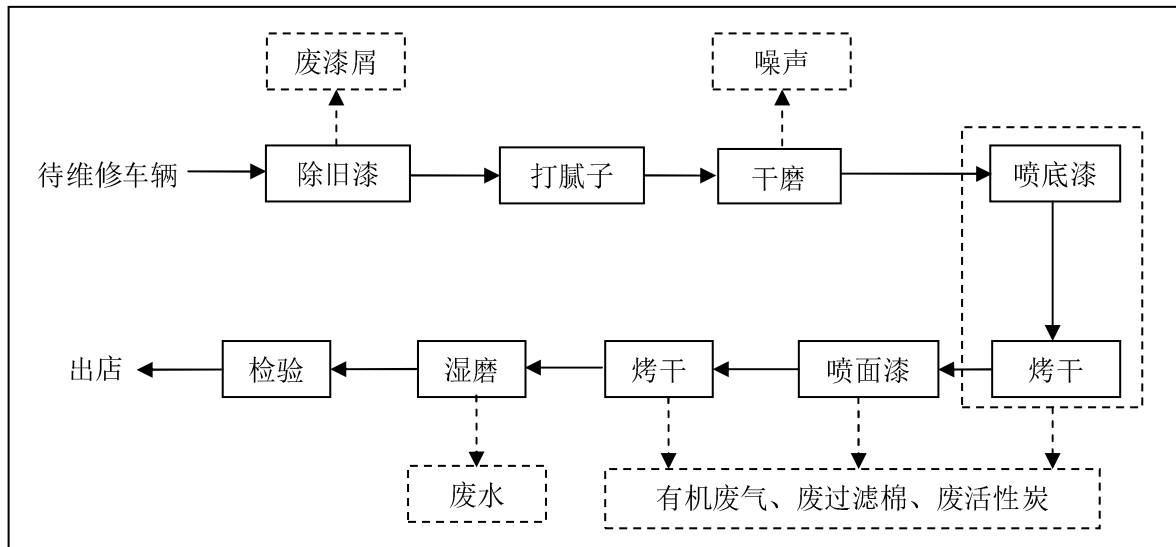 废漆屑
噪声
待维修车辆
除旧漆
打腻子
干磨
喷底漆
出店
检验
湿磨
烤干
喷面漆
烤干
废水
有机废气、废过滤棉、废活性炭